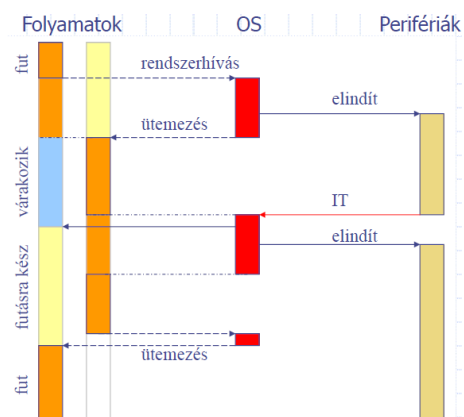 Folyamatok
OS
Perifériák
fut
rendszerhívás
elindít
ütemezés
várakozik
IT
elindít
futásra kész
ütemezés
fut